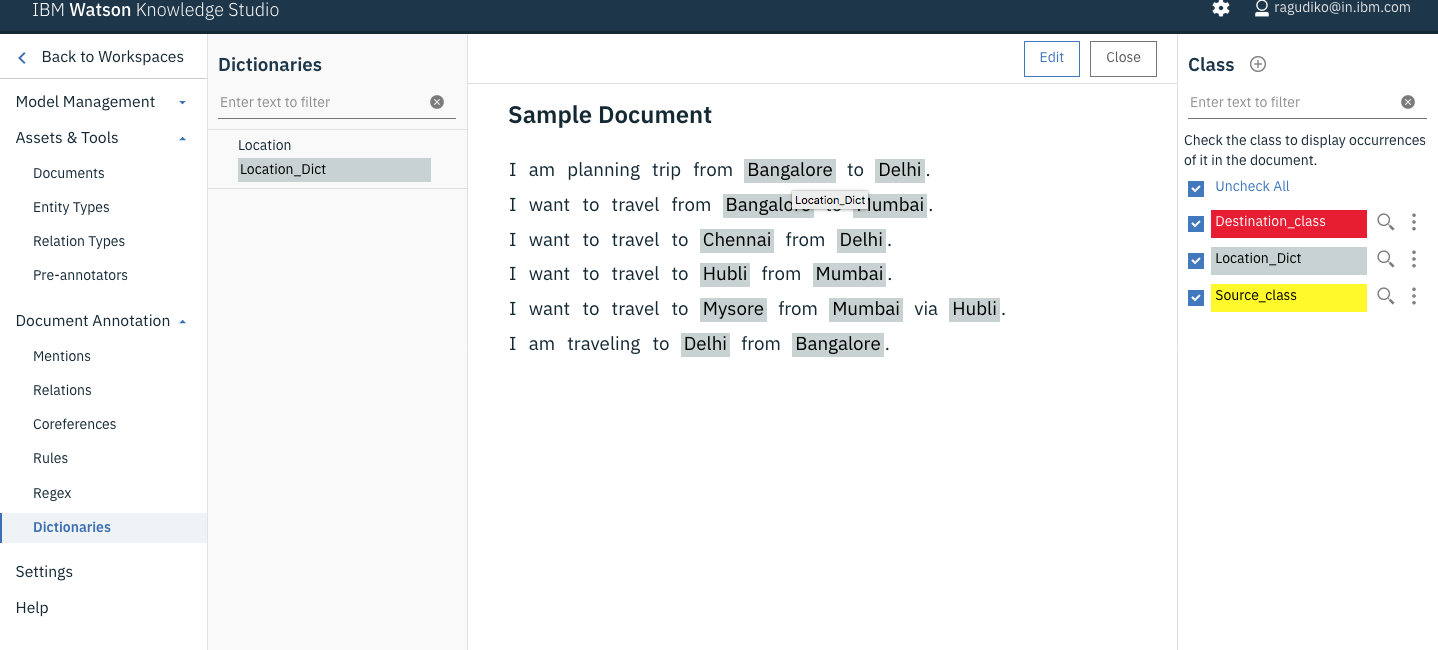 IBM Watson Knowledge Studio
ragudiko@in.ibm.com
Back to Workspaces
Model Management
Assets & Tools
Documents
Entity Types
Relation Types
Pre-annotators
Document Annotation
Mentions
Relations
Coreferences
Rules
Regex
Dictionaries
Settings
Help
Dictionaries
Enter text to filter
Location
Location_Dict
Edit
Close
Sample Document
I am planning trip from Bangalore to Delhi.
I want to travel from Bangalore to Mumbai.
Location_Dict
I want to travel to Chennai from Delhi.
I want to travel to Hubli from Mumbai.
I want to travel to Mysore from Mumbai via Hubli.
I am traveling to Delhi from Bangalore.
Class
Enter text to filter
Check the class to display occurrences
of it in the document.
Uncheck All
Destination_class
Location_Dict
Source_class